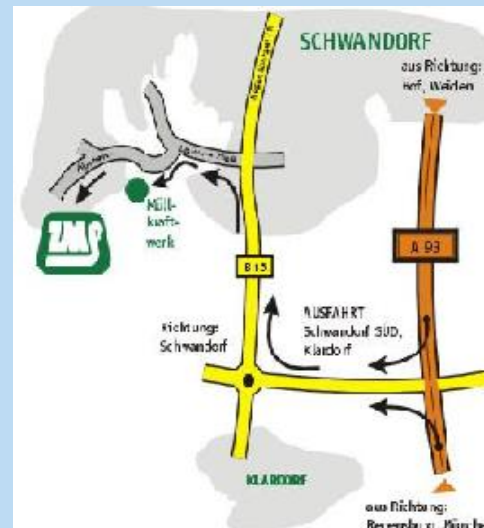 SCHWANDORF
aus Richtung:
Hof, Weiden
Müll-
kraft-
werk
ZMS
A 93
B 15
Richtung:
Schwandorf
AUSFAHRT
Schwandorf SÜD,
Klardorf
KLARDORF
aus Richtung:
Regensburg,